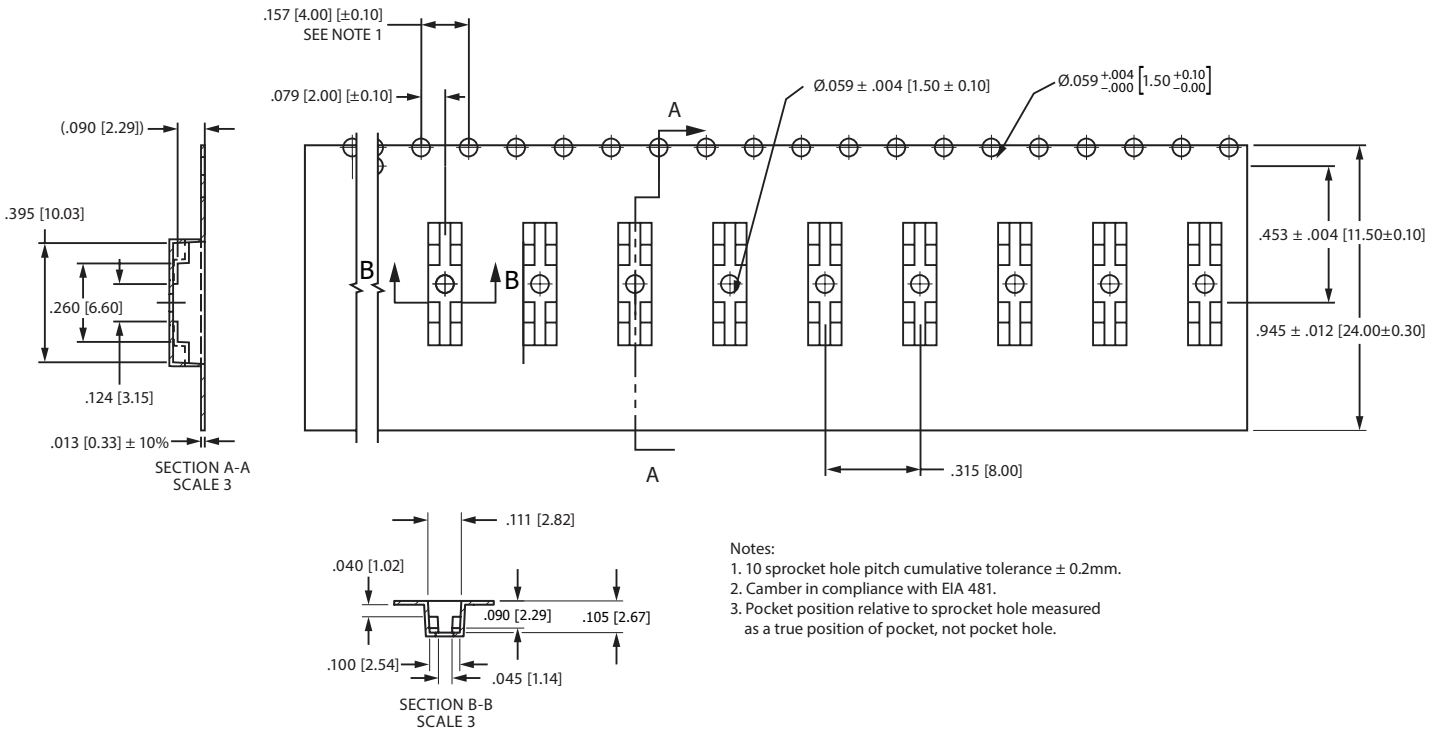 .157 [4.00] [±0.10]
SEE NOTE 1
.079 [2.00] [±0.10]
(.090 [2.29])
A
Ø.059 ± .004 [1.50 ± 0.10]
Ø.059 +.004 -.000 [1.50 +0.10 -0.00]
.395 [10.03]
.260 [6.60]
.124 [3.15]
.013 [0.33] ± 10%
SECTION A-A
SCALE 3
B
B
.453 ± .004 [11.50±0.10]
.945 ± .012 [24.00±0.30]
.315 [8.00]
A
.111 [2.82]
.040 [1.02]
.090 [2.29]
.105 [2.67]
.100 [2.54]
.045 [1.14]
SECTION B-B
SCALE 3
Notes:
1. 10 sprocket hole pitch cumulative tolerance ± 0.2mm.
2. Camber in compliance with EIA 481.
3. Pocket position relative to sprocket hole measured
as a true position of pocket, not pocket hole.